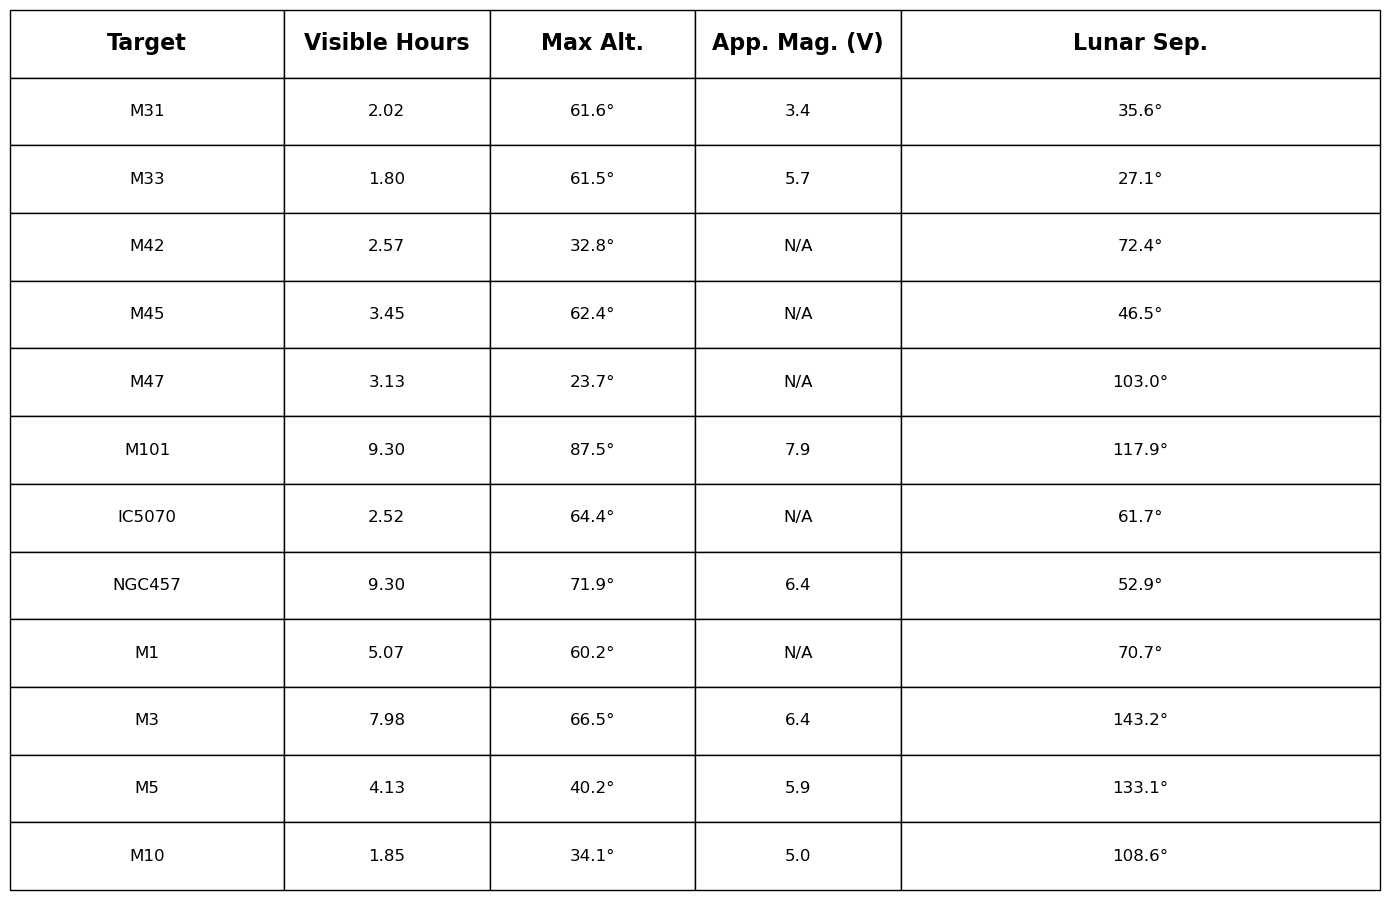 Target Visible Hours Max Alt. App. Mag. (V) Lunar Sep.
M31 2.02 61.6° 3.4 35.6°
M33 1.80 61.5° 5.7 27.1°
M42 2.57 32.8° N/A 72.4°
M45 3.45 62.4° N/A 46.5°
M47 3.13 23.7° N/A 103.0°
M101 9.30 87.5° 7.9 117.9°
IC5070 2.52 64.4° N/A 61.7°
NGC457 9.30 71.9° 6.4 52.9°
M1 5.07 60.2° N/A 70.7°
M3 7.98 66.5° 6.4 143.2°
M5 4.13 40.2° 5.9 133.1°
M10 1.85 34.1° 5.0 108.6°